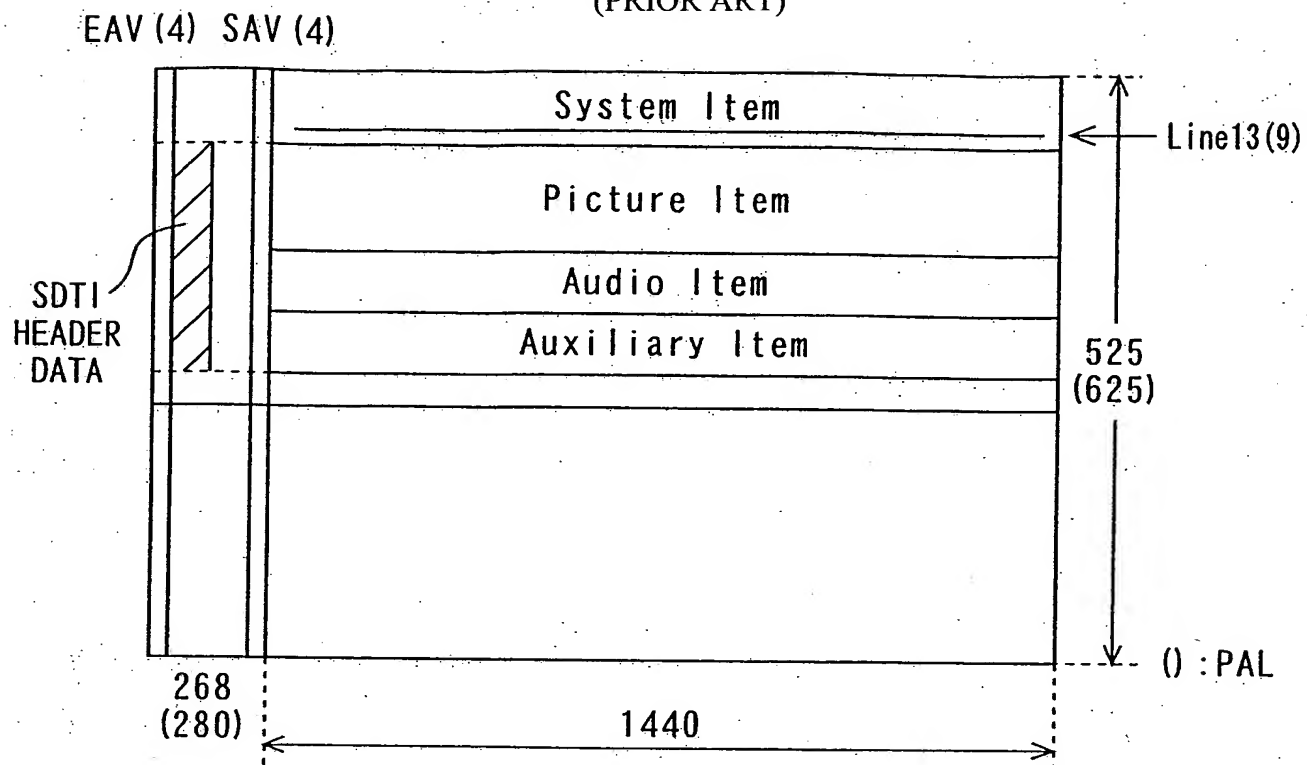 (PRIOR ART)
EAV (4) SAV (4)
System Item
Line13(9)
Picture Item
SDTI
HEADER
DATA
Audio Item
Auxiliary Item
525
(625)
() : PAL
268
(280)
1440